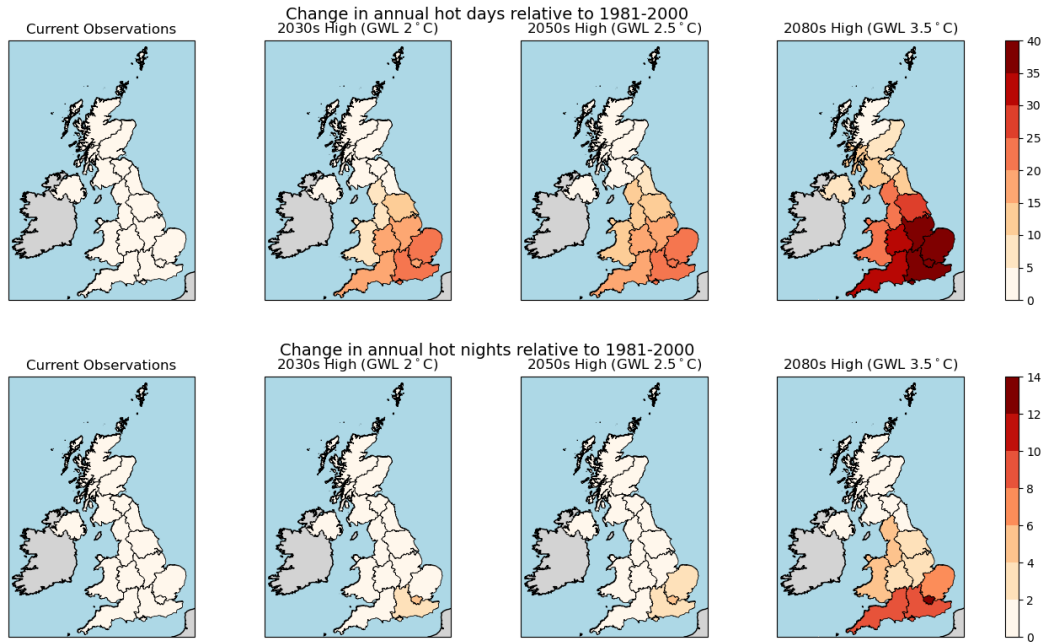 Change in annual hot days relative to 1981-2000
Current Observations
2030s High (GWL 2°C)
2050s High (GWL 2.5°C)
2080s High (GWL 3.5°C)
40
35
30
25
20
15
10
5
0
Change in annual hot nights relative to 1981-2000
Current Observations
2030s High (GWL 2°C)
2050s High (GWL 2.5°C)
2080s High (GWL 3.5°C)
14
12
10
8
6
4
2
0